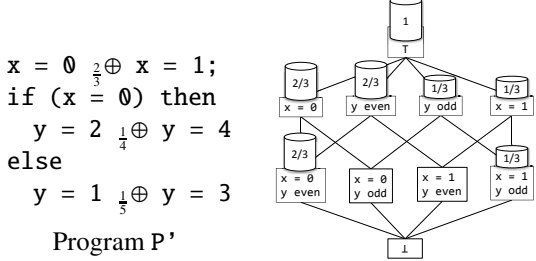 x = 0 2/3⊕ x = 1;
if (x = 0) then
y = 2 1/4⊕ y = 4
else
y = 1 1/5⊕ y = 3
Program P'
1
⊤
2/3 2/3 1/3 1/3
x = 0 y even y odd x = 1
2/3 1/3
x = 0 x = 0 x = 1 x = 1
y even y odd y even y odd
⊥